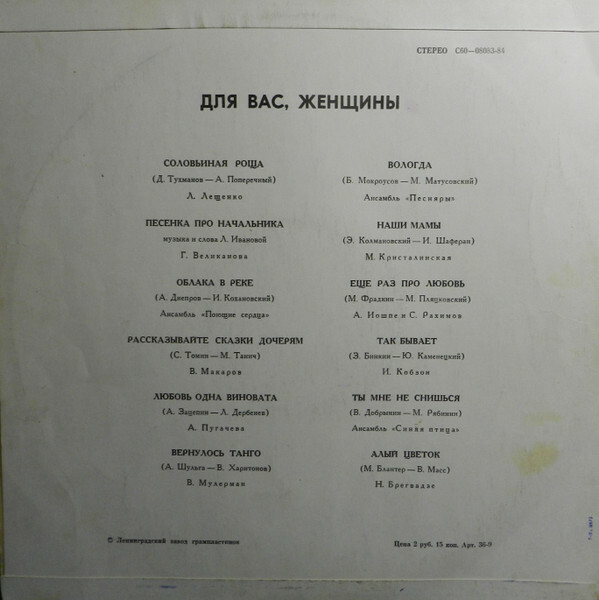 СТЕРЕО С60—08083-84
ДЛЯ ВАС, ЖЕНЩИНЫ
СОЛОВЬИНАЯ РОЩА
(Д. Тухманов — А. Поперечный)
Л. Лещенко
ПЕСЕНКА ПРО НАЧАЛЬНИКА
музыка и слова Л. Ивановой
Г. Великанова
ОБЛАКА В РЕКЕ
(А. Днепров — И. Кохановский)
Ансамбль «Поющие сердца»
РАССКАЗЫВАЙТЕ СКАЗКИ ДОЧЕРЯМ
(С. Томин — М. Танич)
В. Макаров
ЛЮБОВЬ ОДНА ВИНОВАТА
(А. Зацепин — Л. Дербенев)
А. Пугачева
ВЕРНУЛОСЬ ТАНГО
(А. Шульга — В. Харитонов)
В. Мулерман
ВОЛОГДА
(Б. Мокроусов — М. Матусовский)
Ансамбль «Песняры»
НАШИ МАМЫ
(Э. Колмановский — И. Шаферан)
М. Кристалинская
ЕЩЕ РАЗ ПРО ЛЮБОВЬ
(М. Фрадкин — М. Пляцковский)
А. Иошпе и С. Рахимов
ТАК БЫВАЕТ
(З. Бинкин — Ю. Каменецкий)
И. Кобзон
ТЫ МНЕ НЕ СНИШЬСЯ
(В. Добрынин — М. Рябинин)
Ансамбль «Синяя птица»
АЛЫЙ ЦВЕТОК
(М. Блантер — В. Масс)
Н. Брегвадзе
© Ленинградский завод грампластинок
Цена 2 руб. 15 коп. Арт. 36-9